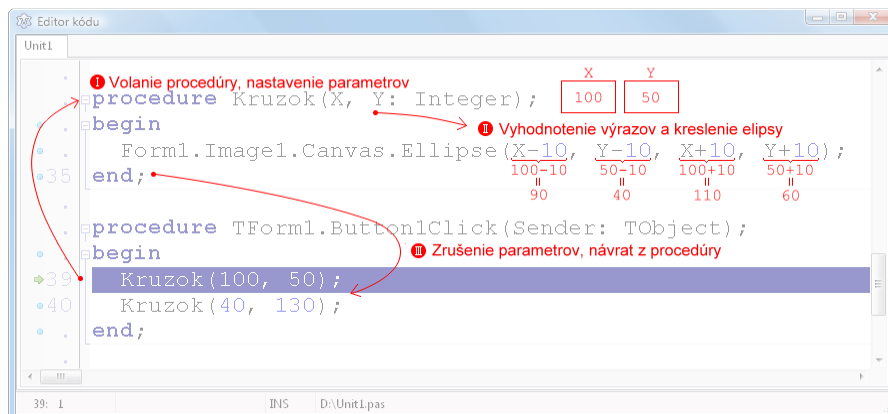 Editor kódu
Unit1
I Volanie procedúry, nastavenie parametrov
X Y
procedure Kruzok(X, Y: Integer);
100 50
begin
II Vyhodnotenie výrazov a kreslenie elipsy
Form1.Image1.Canvas.Ellipse(X-10, Y-10, X+10, Y+10);
100-10 50-10 100+10 50+10
= = = =
90 40 110 60
35 end;
procedure TForm1.Button1Click(Sender: TObject);
begin
III Zrušenie parametrov, návrat z procedúry
39 Kruzok(100, 50);
40 Kruzok(40, 130);
end;
39: 1 INS D:\Unit1.pas